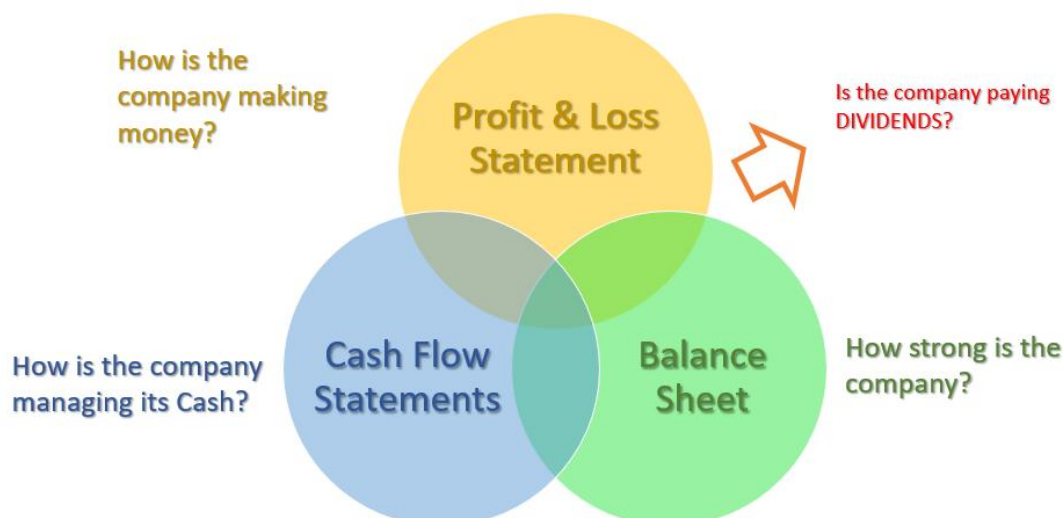 How is the
company making
money?
Profit & Loss
Statement
Is the company paying
DIVIDENDS?
How is the company
managing its Cash?
Cash Flow
Statements
Balance
Sheet
How strong is the
company?